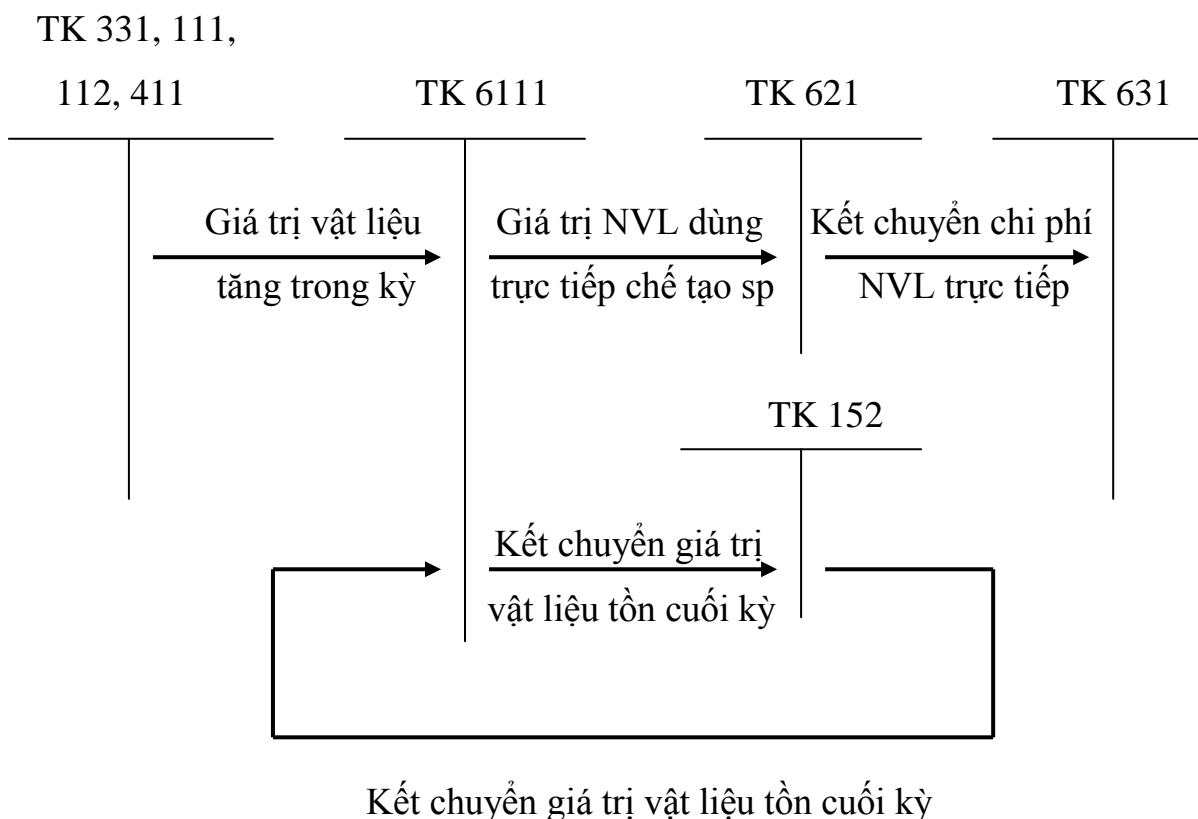 TK 331, 111,
112, 411
TK 6111
TK 621
TK 631
Giá trị vật liệu
tăng trong kỳ
Giá trị NVL dùng
trực tiếp chế tạo sp
Kết chuyển chi phí
NVL trực tiếp
TK 152
Kết chuyển giá trị
vật liệu tồn cuối kỳ
Kết chuyển giá trị vật liệu tồn cuối kỳ